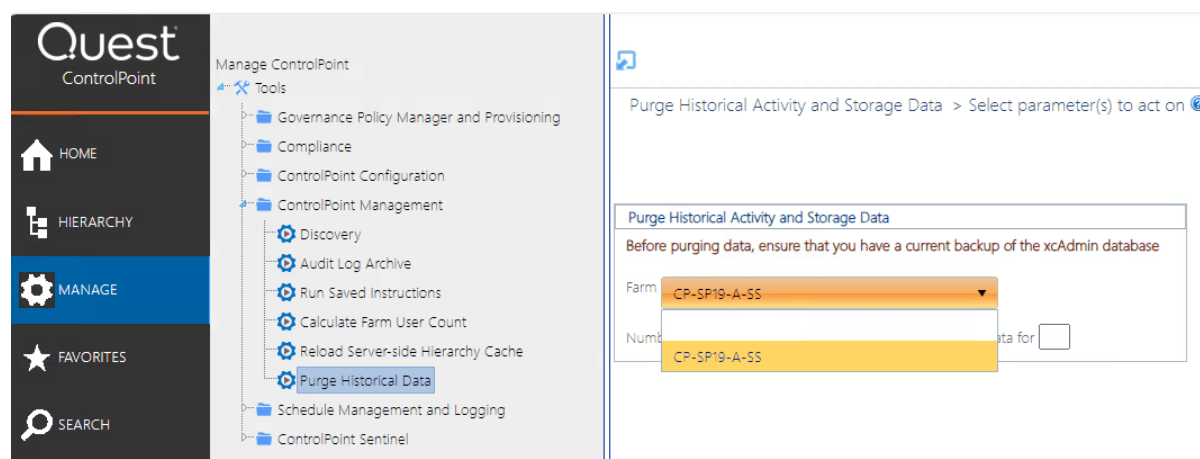 Quest
ControlPoint
HOME
HIERARCHY
MANAGE
FAVORITES
SEARCH
Manage ControlPoint
Tools
Governance Policy Manager and Provisioning
Compliance
ControlPoint Configuration
ControlPoint Management
Discovery
Audit Log Archive
Run Saved Instructions
Calculate Farm User Count
Reload Server-side Hierarchy Cache
Purge Historical Data
Schedule Management and Logging
ControlPoint Sentinel
Purge Historical Activity and Storage Data > Select parameter(s) to act on
Purge Historical Activity and Storage Data
Before purging data, ensure that you have a current backup of the xcAdmin database
Farm CP-SP19-A-SS
for
CP-SP19-A-SS